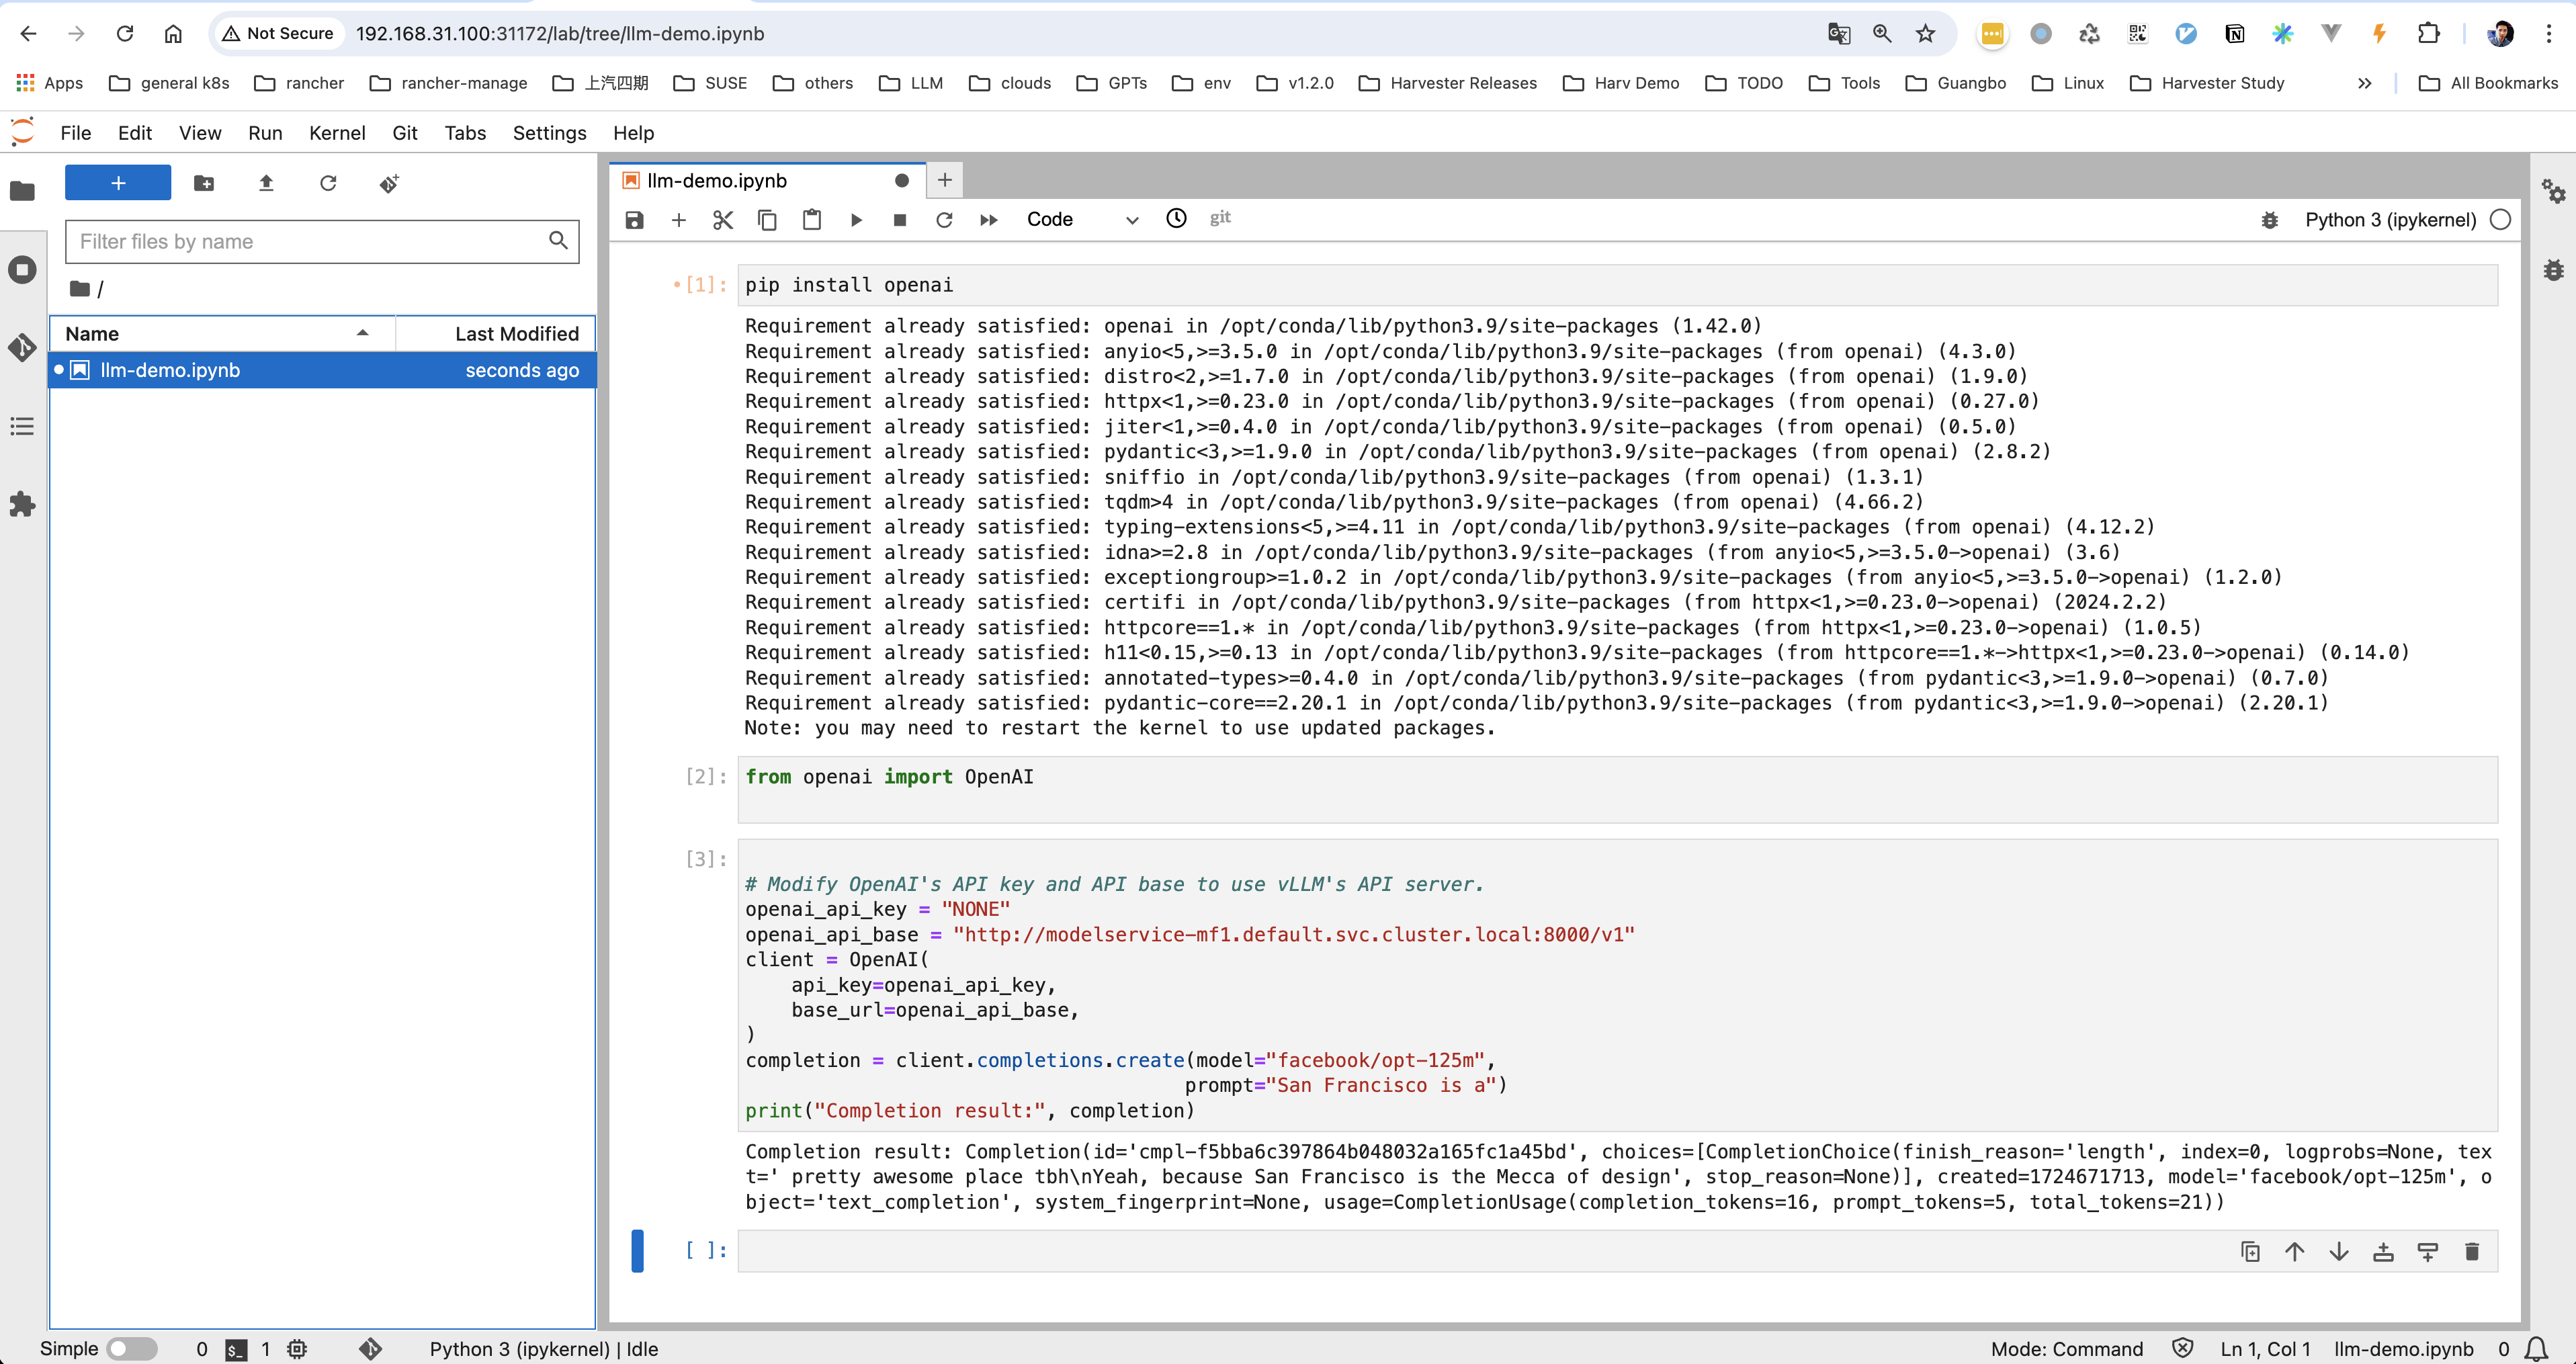 Not Secure 192.168.31.100:31172/lab/tree/llm-demo.ipynb
Apps general k8s rancher rancher-manage 上汽四期 SUSE others LLM clouds GPTs env v1.2.0 Harvester Releases Harv Demo TODO Tools Guangbo Linux Harvester Study » All Bookmarks
File Edit View Run Kernel Git Tabs Settings Help
llm-demo.ipynb
Code git Python 3 (ipykernel)
Filter files by name
/
Name Last Modified
llm-demo.ipynb seconds ago
[1]: pip install openai
Requirement already satisfied: openai in /opt/conda/lib/python3.9/site-packages (1.42.0)
Requirement already satisfied: anyio<5,>=3.5.0 in /opt/conda/lib/python3.9/site-packages (from openai) (4.3.0)
Requirement already satisfied: distro<2,>=1.7.0 in /opt/conda/lib/python3.9/site-packages (from openai) (1.9.0)
Requirement already satisfied: httpx<1,>=0.23.0 in /opt/conda/lib/python3.9/site-packages (from openai) (0.27.0)
Requirement already satisfied: jiter<1,>=0.4.0 in /opt/conda/lib/python3.9/site-packages (from openai) (0.5.0)
Requirement already satisfied: pydantic<3,>=1.9.0 in /opt/conda/lib/python3.9/site-packages (from openai) (2.8.2)
Requirement already satisfied: sniffio in /opt/conda/lib/python3.9/site-packages (from openai) (1.3.1)
Requirement already satisfied: tqdm>4 in /opt/conda/lib/python3.9/site-packages (from openai) (4.66.2)
Requirement already satisfied: typing-extensions<5,>=4.11 in /opt/conda/lib/python3.9/site-packages (from openai) (4.12.2)
Requirement already satisfied: idna>=2.8 in /opt/conda/lib/python3.9/site-packages (from anyio<5,>=3.5.0->openai) (3.6)
Requirement already satisfied: exceptiongroup>=1.0.2 in /opt/conda/lib/python3.9/site-packages (from anyio<5,>=3.5.0->openai) (1.2.0)
Requirement already satisfied: certifi in /opt/conda/lib/python3.9/site-packages (from httpx<1,>=0.23.0->openai) (2024.2.2)
Requirement already satisfied: httpcore==1.* in /opt/conda/lib/python3.9/site-packages (from httpx<1,>=0.23.0->openai) (1.0.5)
Requirement already satisfied: h11<0.15,>=0.13 in /opt/conda/lib/python3.9/site-packages (from httpcore==1.*->httpx<1,>=0.23.0->openai) (0.14.0)
Requirement already satisfied: annotated-types>=0.4.0 in /opt/conda/lib/python3.9/site-packages (from pydantic<3,>=1.9.0->openai) (0.7.0)
Requirement already satisfied: pydantic-core==2.20.1 in /opt/conda/lib/python3.9/site-packages (from pydantic<3,>=1.9.0->openai) (2.20.1)
Note: you may need to restart the kernel to use updated packages.
[2]: from openai import OpenAI
[3]:
# Modify OpenAI's API key and API base to use vLLM's API server.
openai_api_key = "NONE"
openai_api_base = "http://modelservice-mf1.default.svc.cluster.local:8000/v1"
client = OpenAI(
    api_key=openai_api_key,
    base_url=openai_api_base,
)
completion = client.completions.create(model="facebook/opt-125m",
                                      prompt="San Francisco is a")
print("Completion result:", completion)
Completion result: Completion(id='cmpl-f5bba6c397864b048032a165fc1a45bd', choices=[CompletionChoice(finish_reason='length', index=0, logprobs=None, tex
t=' pretty awesome place tbh\nYeah, because San Francisco is the Mecca of design', stop_reason=None)], created=1724671713, model='facebook/opt-125m', o
bject='text_completion', system_fingerprint=None, usage=CompletionUsage(completion_tokens=16, prompt_tokens=5, total_tokens=21))
[ ]:
Simple 0 $_ 1 Python 3 (ipykernel) | Idle Mode: Command Ln 1, Col 1 llm-demo.ipynb 0